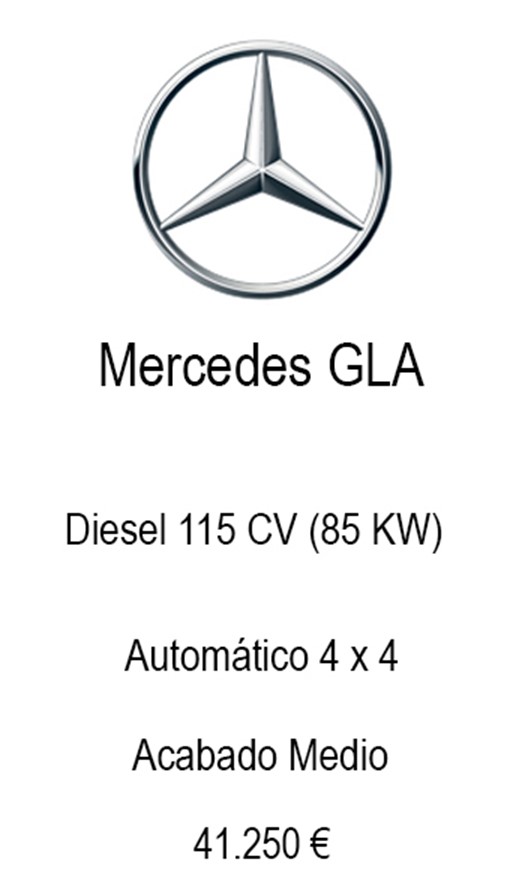 Mercedes GLA
Diesel 115 CV (85 KW)
Automático 4 x 4
Acabado Medio
41.250 €